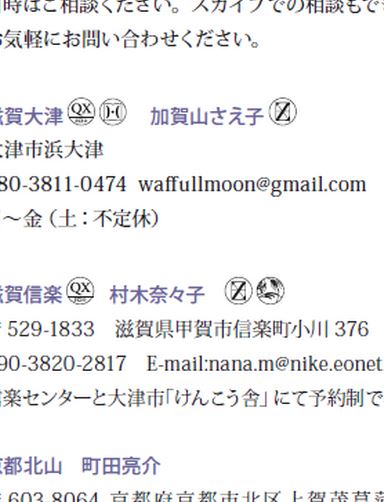 時はご相談ください。スカイプでの相談もで
気軽にお問い合わせください。
滋賀大津 QX 加賀山さえ子 Z
大津市浜大津
80-3811-0474 waffullmoon@gmail.com
～金（土：不定休）
滋賀信楽 QX 村木奈々子 Z
〒529-1833 滋賀県甲賀市信楽町小川 376
90-3820-2817 E-mail:nana.m@nike.eonet
信楽センターと大津市「けんこう舎」にて予約制で
京都北山 町田亮介
603-8064 京都府京都市北区上賀茂